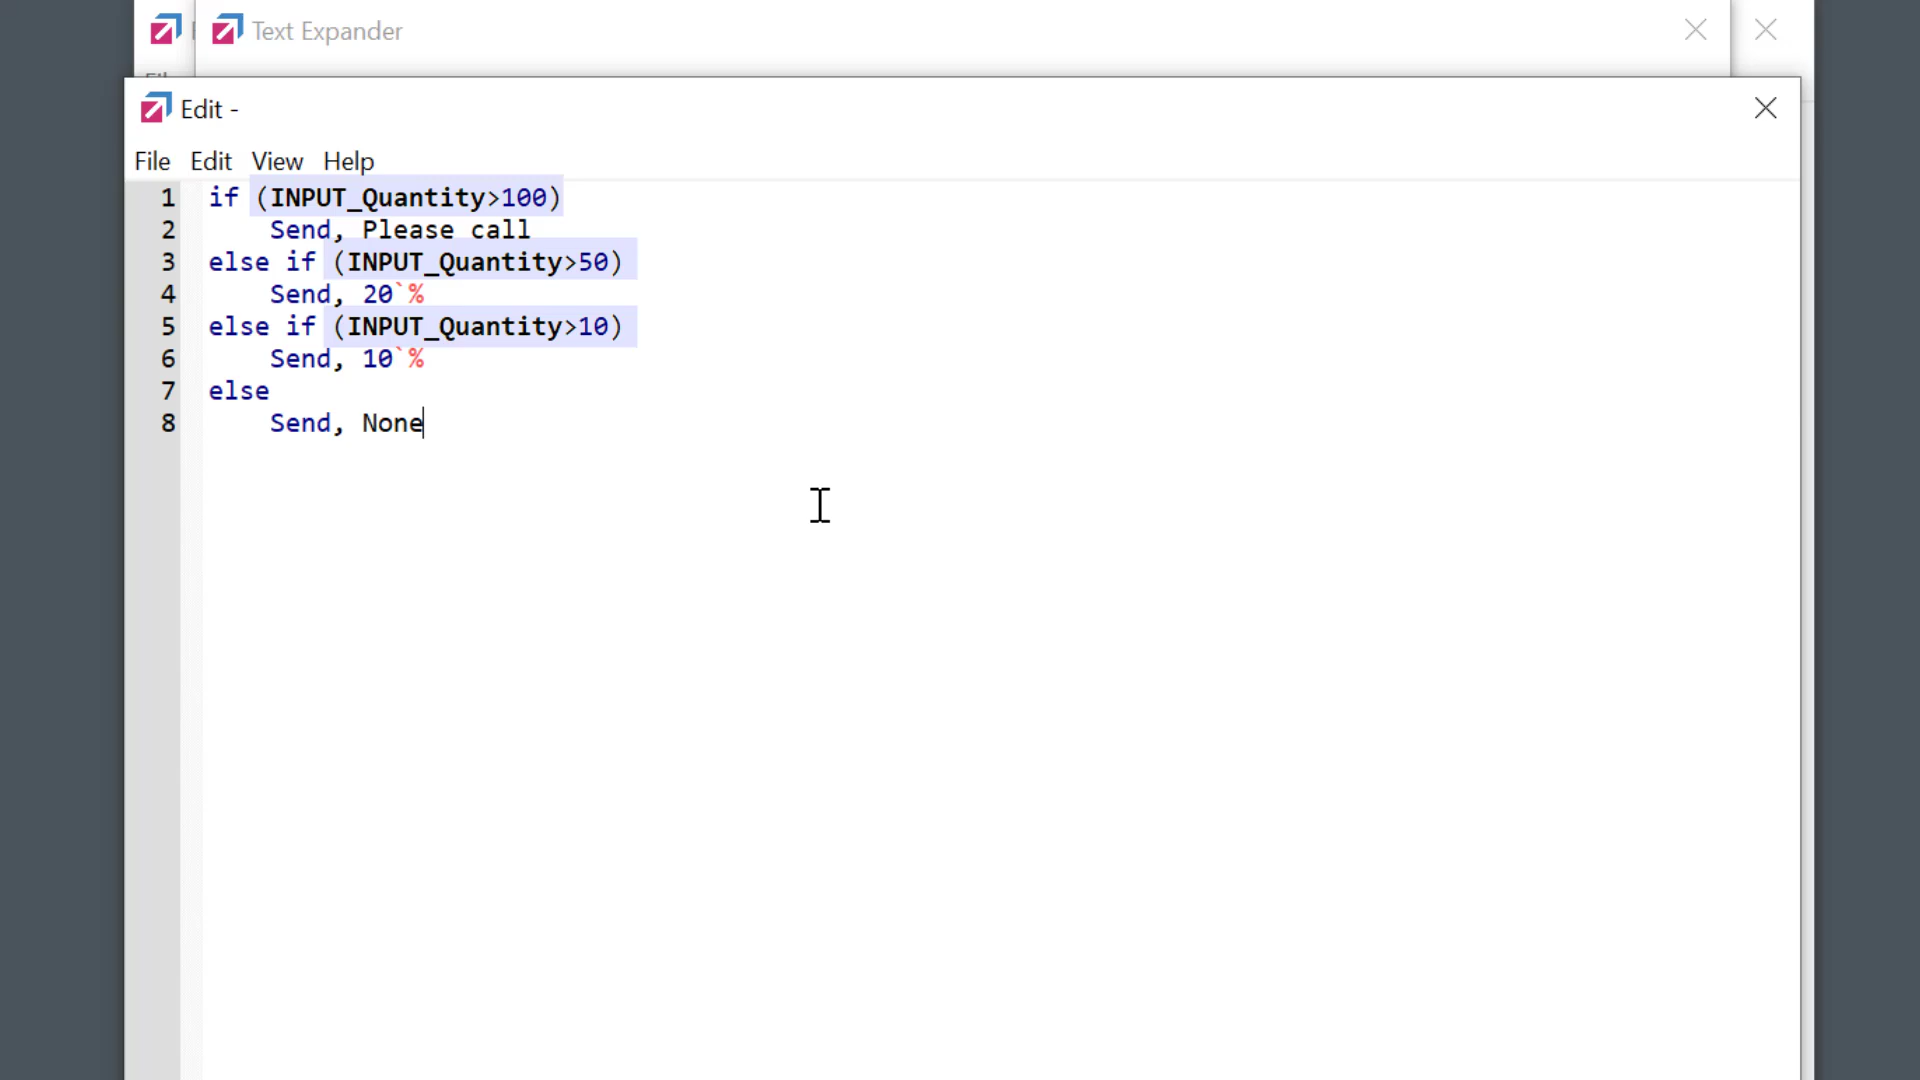 Text Expander
Edit -
File Edit View Help
1 if (INPUT_Quantity>100)
2 Send, Please call
3 else if (INPUT_Quantity>50)
4 Send, 20`%
5 else if (INPUT_Quantity>10)
6 Send, 10`%
7 else
8 Send, None